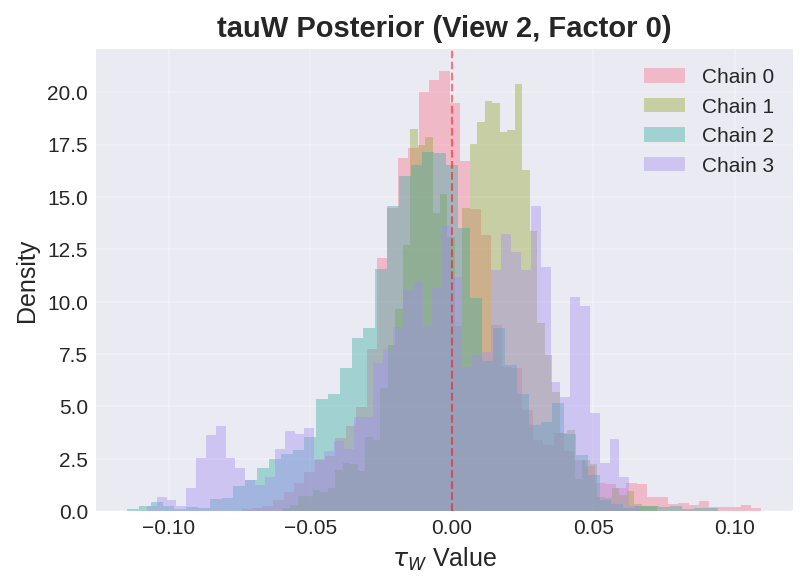 tauW Posterior (View 2, Factor 0)
Chain 0
Chain 1
Chain 2
Chain 3
20.0
17.5
15.0
12.5
10.0
7.5
5.0
2.5
0.0
Density
−0.10 −0.05 0.00 0.05 0.10
τ_W Value